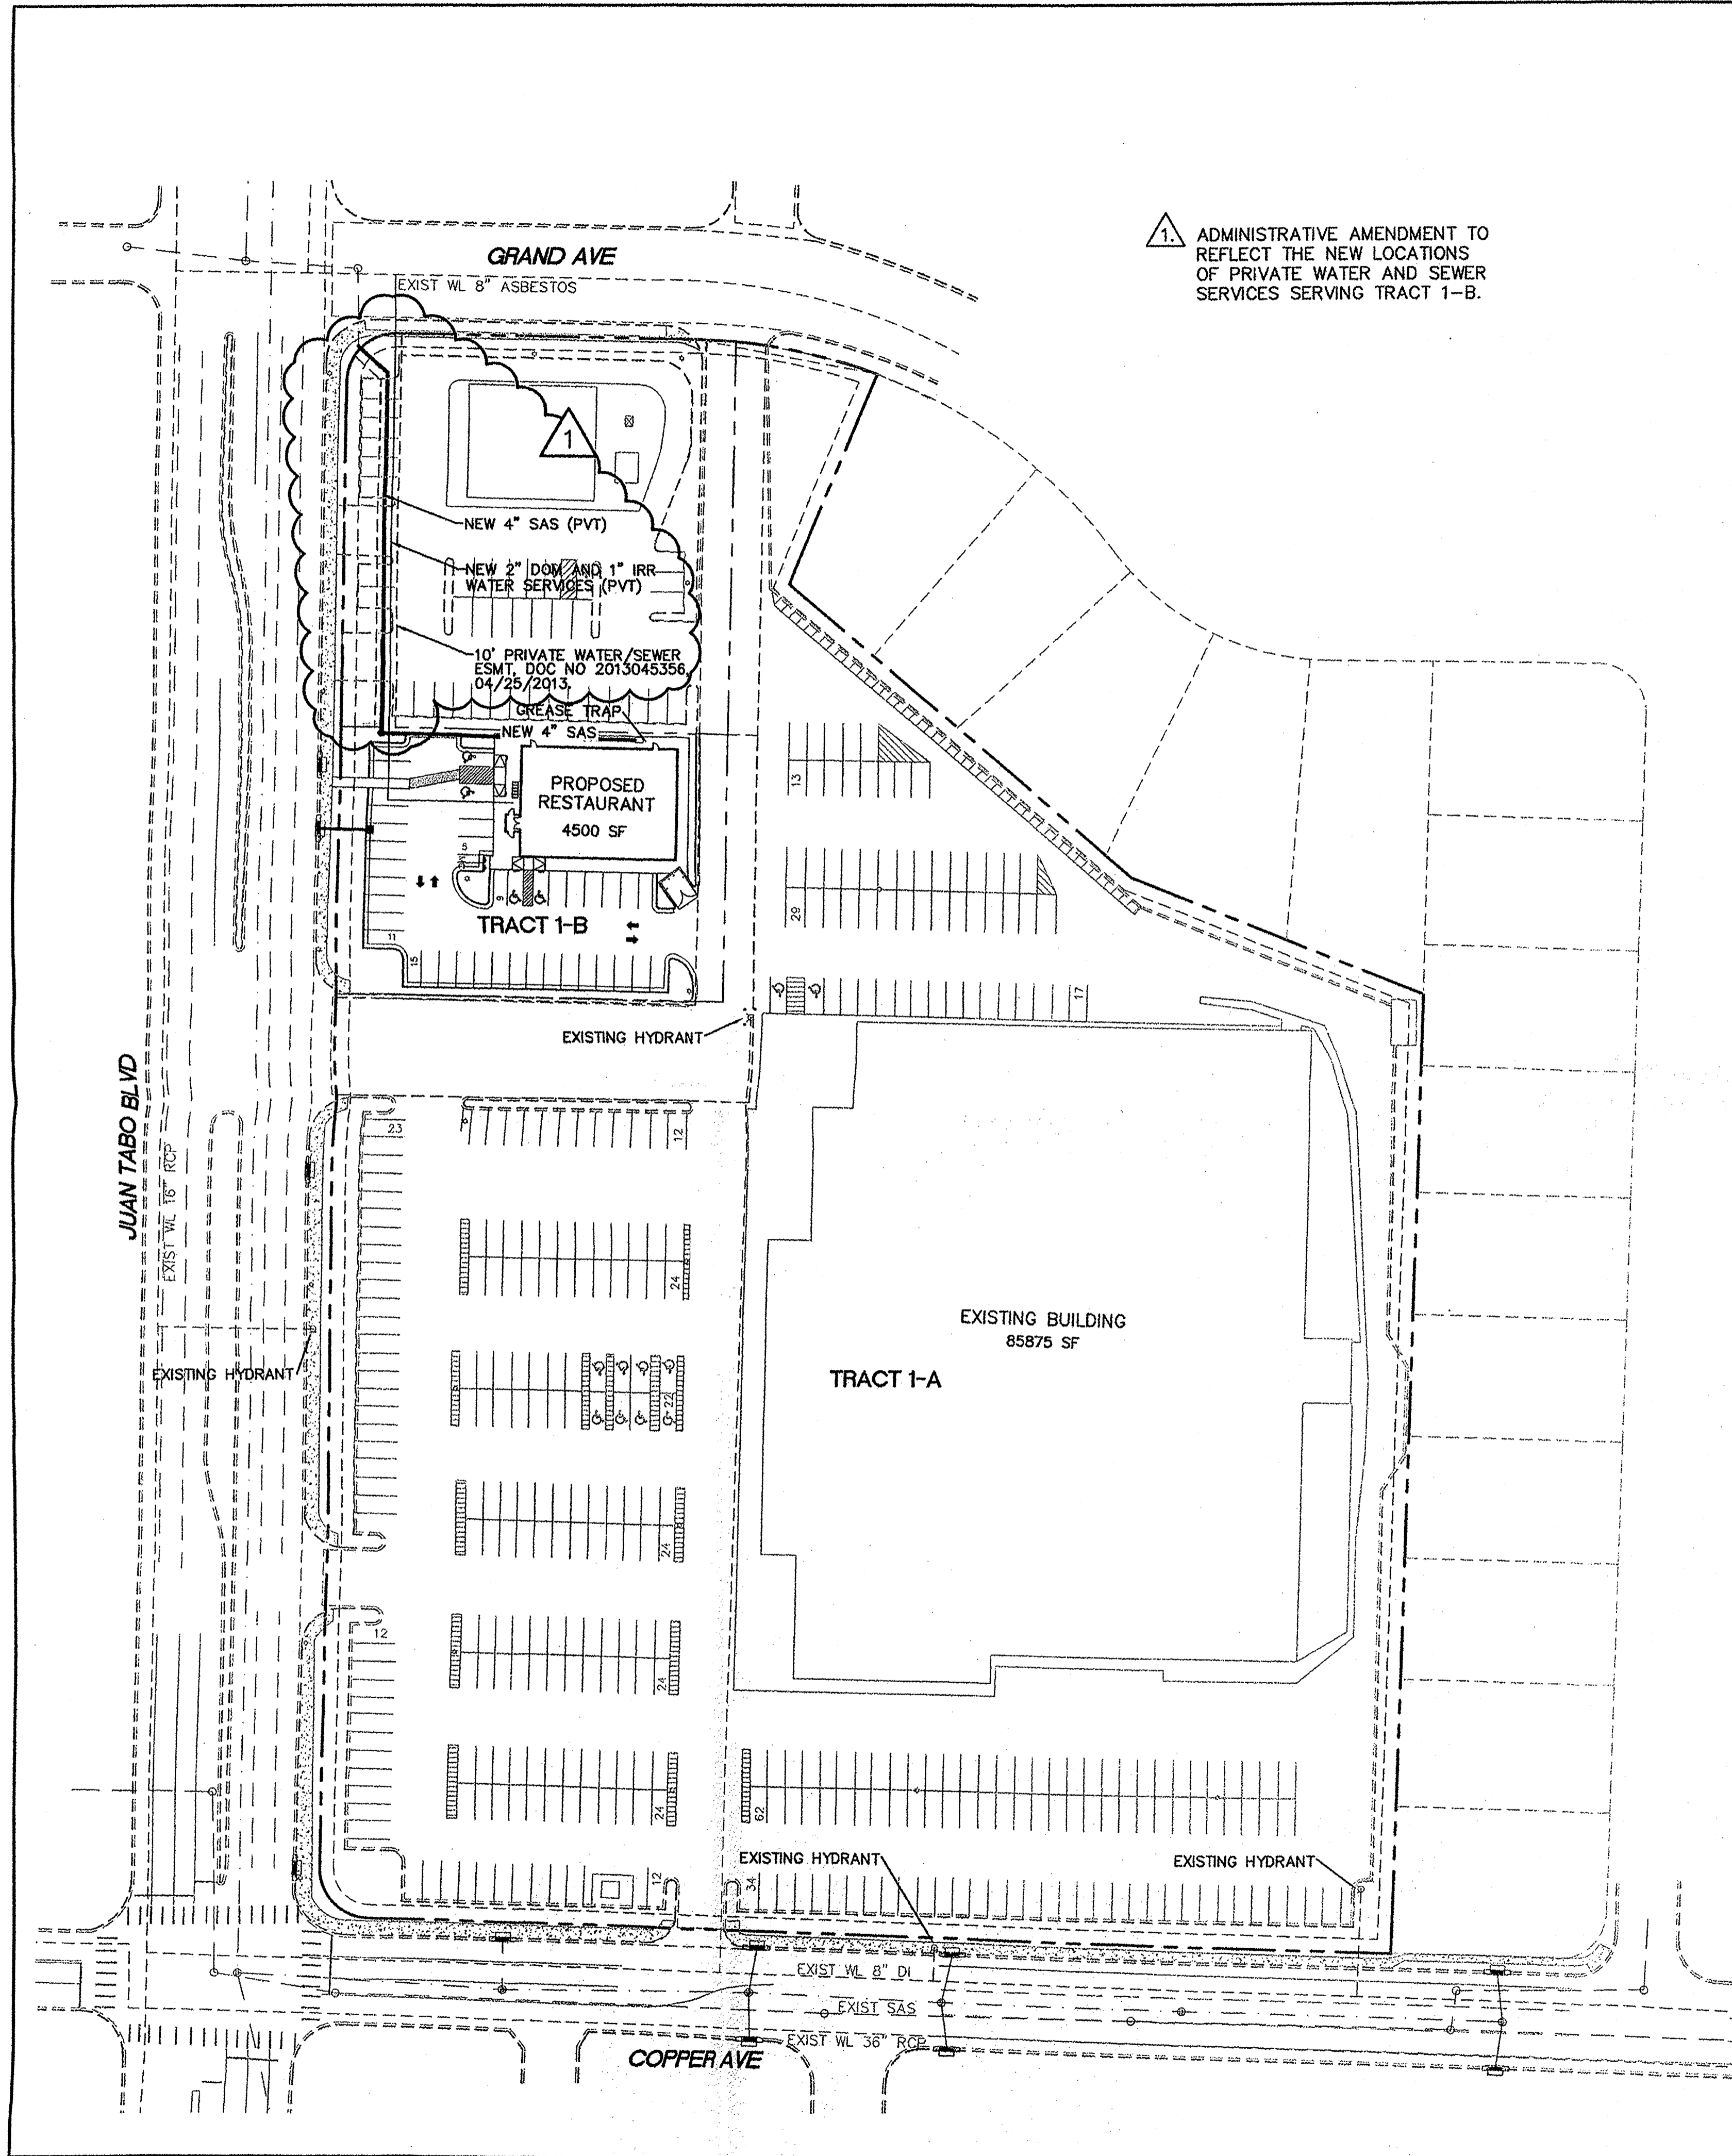 1. ADMINISTRATIVE AMENDMENT TO
REFLECT THE NEW LOCATIONS
OF PRIVATE WATER AND SEWER
SERVICES SERVING TRACT 1-B.
GRAND AVE
EXIST WL 8" ASBESTOS
1
NEW 4" SAS (PVT)
NEW 2" DOM AND 1" IRR
WATER SERVICES (PVT)
10' PRIVATE WATER/SEWER
ESMT, DOC NO 2013045356,
04/25/2013.
GREASE TRAP
NEW 4" SAS
PROPOSED
RESTAURANT
4500 SF
13
5
29
9
TRACT 1-B
11
15
17
EXISTING HYDRANT
JUAN TABO BLVD
EXIST WL 16" RCP
23
12
24
EXISTING BUILDING
85875 SF
EXISTING HYDRANT
TRACT 1-A
22
24
12
24
24
62
EXISTING HYDRANT
EXISTING HYDRANT
12
34
EXIST WL 8" DI
EXIST SAS
EXIST WL 36" RCP
COPPER AVE